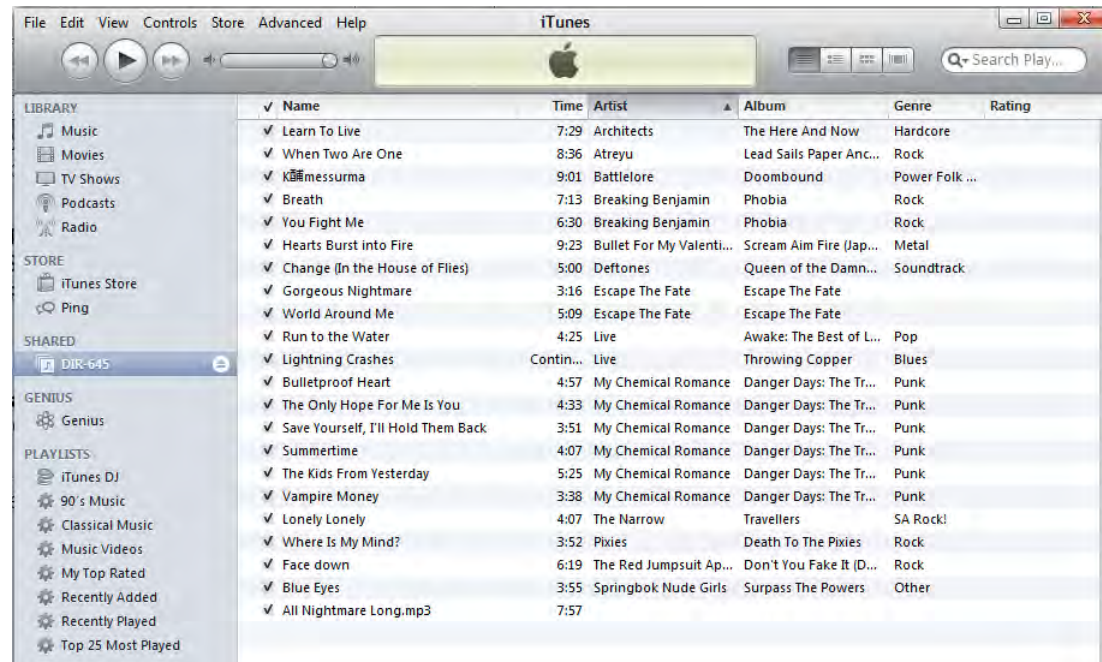 File Edit View Controls Store Advanced Help iTunes
Search Play...
LIBRARY
Music
Movies
TV Shows
Podcasts
Radio
STORE
iTunes Store
Ping
SHARED
DIR-645
GENIUS
Genius
PLAYLISTS
iTunes DJ
90's Music
Classical Music
Music Videos
My Top Rated
Recently Added
Recently Played
Top 25 Most Played
Name Time Artist Album Genre Rating
Learn To Live 7:29 Architects The Here And Now Hardcore
When Two Are One 8:36 Atreyu Lead Sails Paper Anc... Rock
9:01 Battlelore Doombound Power Folk ...
Breath 7:13 Breaking Benjamin Phobia Rock
You Fight Me 6:30 Breaking Benjamin Phobia Rock
Hearts Burst into Fire 9:23 Bullet For My Valenti... Scream Aim Fire (Jap... Metal
Change (In the House of Flies) 5:00 Deftones Queen of the Damn... Soundtrack
Gorgeous Nightmare 3:16 Escape The Fate Escape The Fate
World Around Me 5:09 Escape The Fate Escape The Fate
Run to the Water 4:25 Live Awake: The Best of L... Pop
Lightning Crashes Contin... Live Throwing Copper Blues
Bulletproof Heart 4:57 My Chemical Romance Danger Days: The Tr... Punk
The Only Hope For Me Is You 4:33 My Chemical Romance Danger Days: The Tr... Punk
Save Yourself, I'll Hold Them Back 3:51 My Chemical Romance Danger Days: The Tr... Punk
Summertime 4:07 My Chemical Romance Danger Days: The Tr... Punk
The Kids From Yesterday 5:25 My Chemical Romance Danger Days: The Tr... Punk
Vampire Money 3:38 My Chemical Romance Danger Days: The Tr... Punk
Lonely Lonely 4:07 The Narrow Travellers SA Rock!
Where Is My Mind? 3:52 Pixies Death To The Pixies Rock
Face down 6:19 The Red Jumpsuit Ap... Don't You Fake It (D... Rock
Blue Eyes 3:55 Springbok Nude Girls Surpass The Powers Other
All Nightmare Long.mp3 7:57